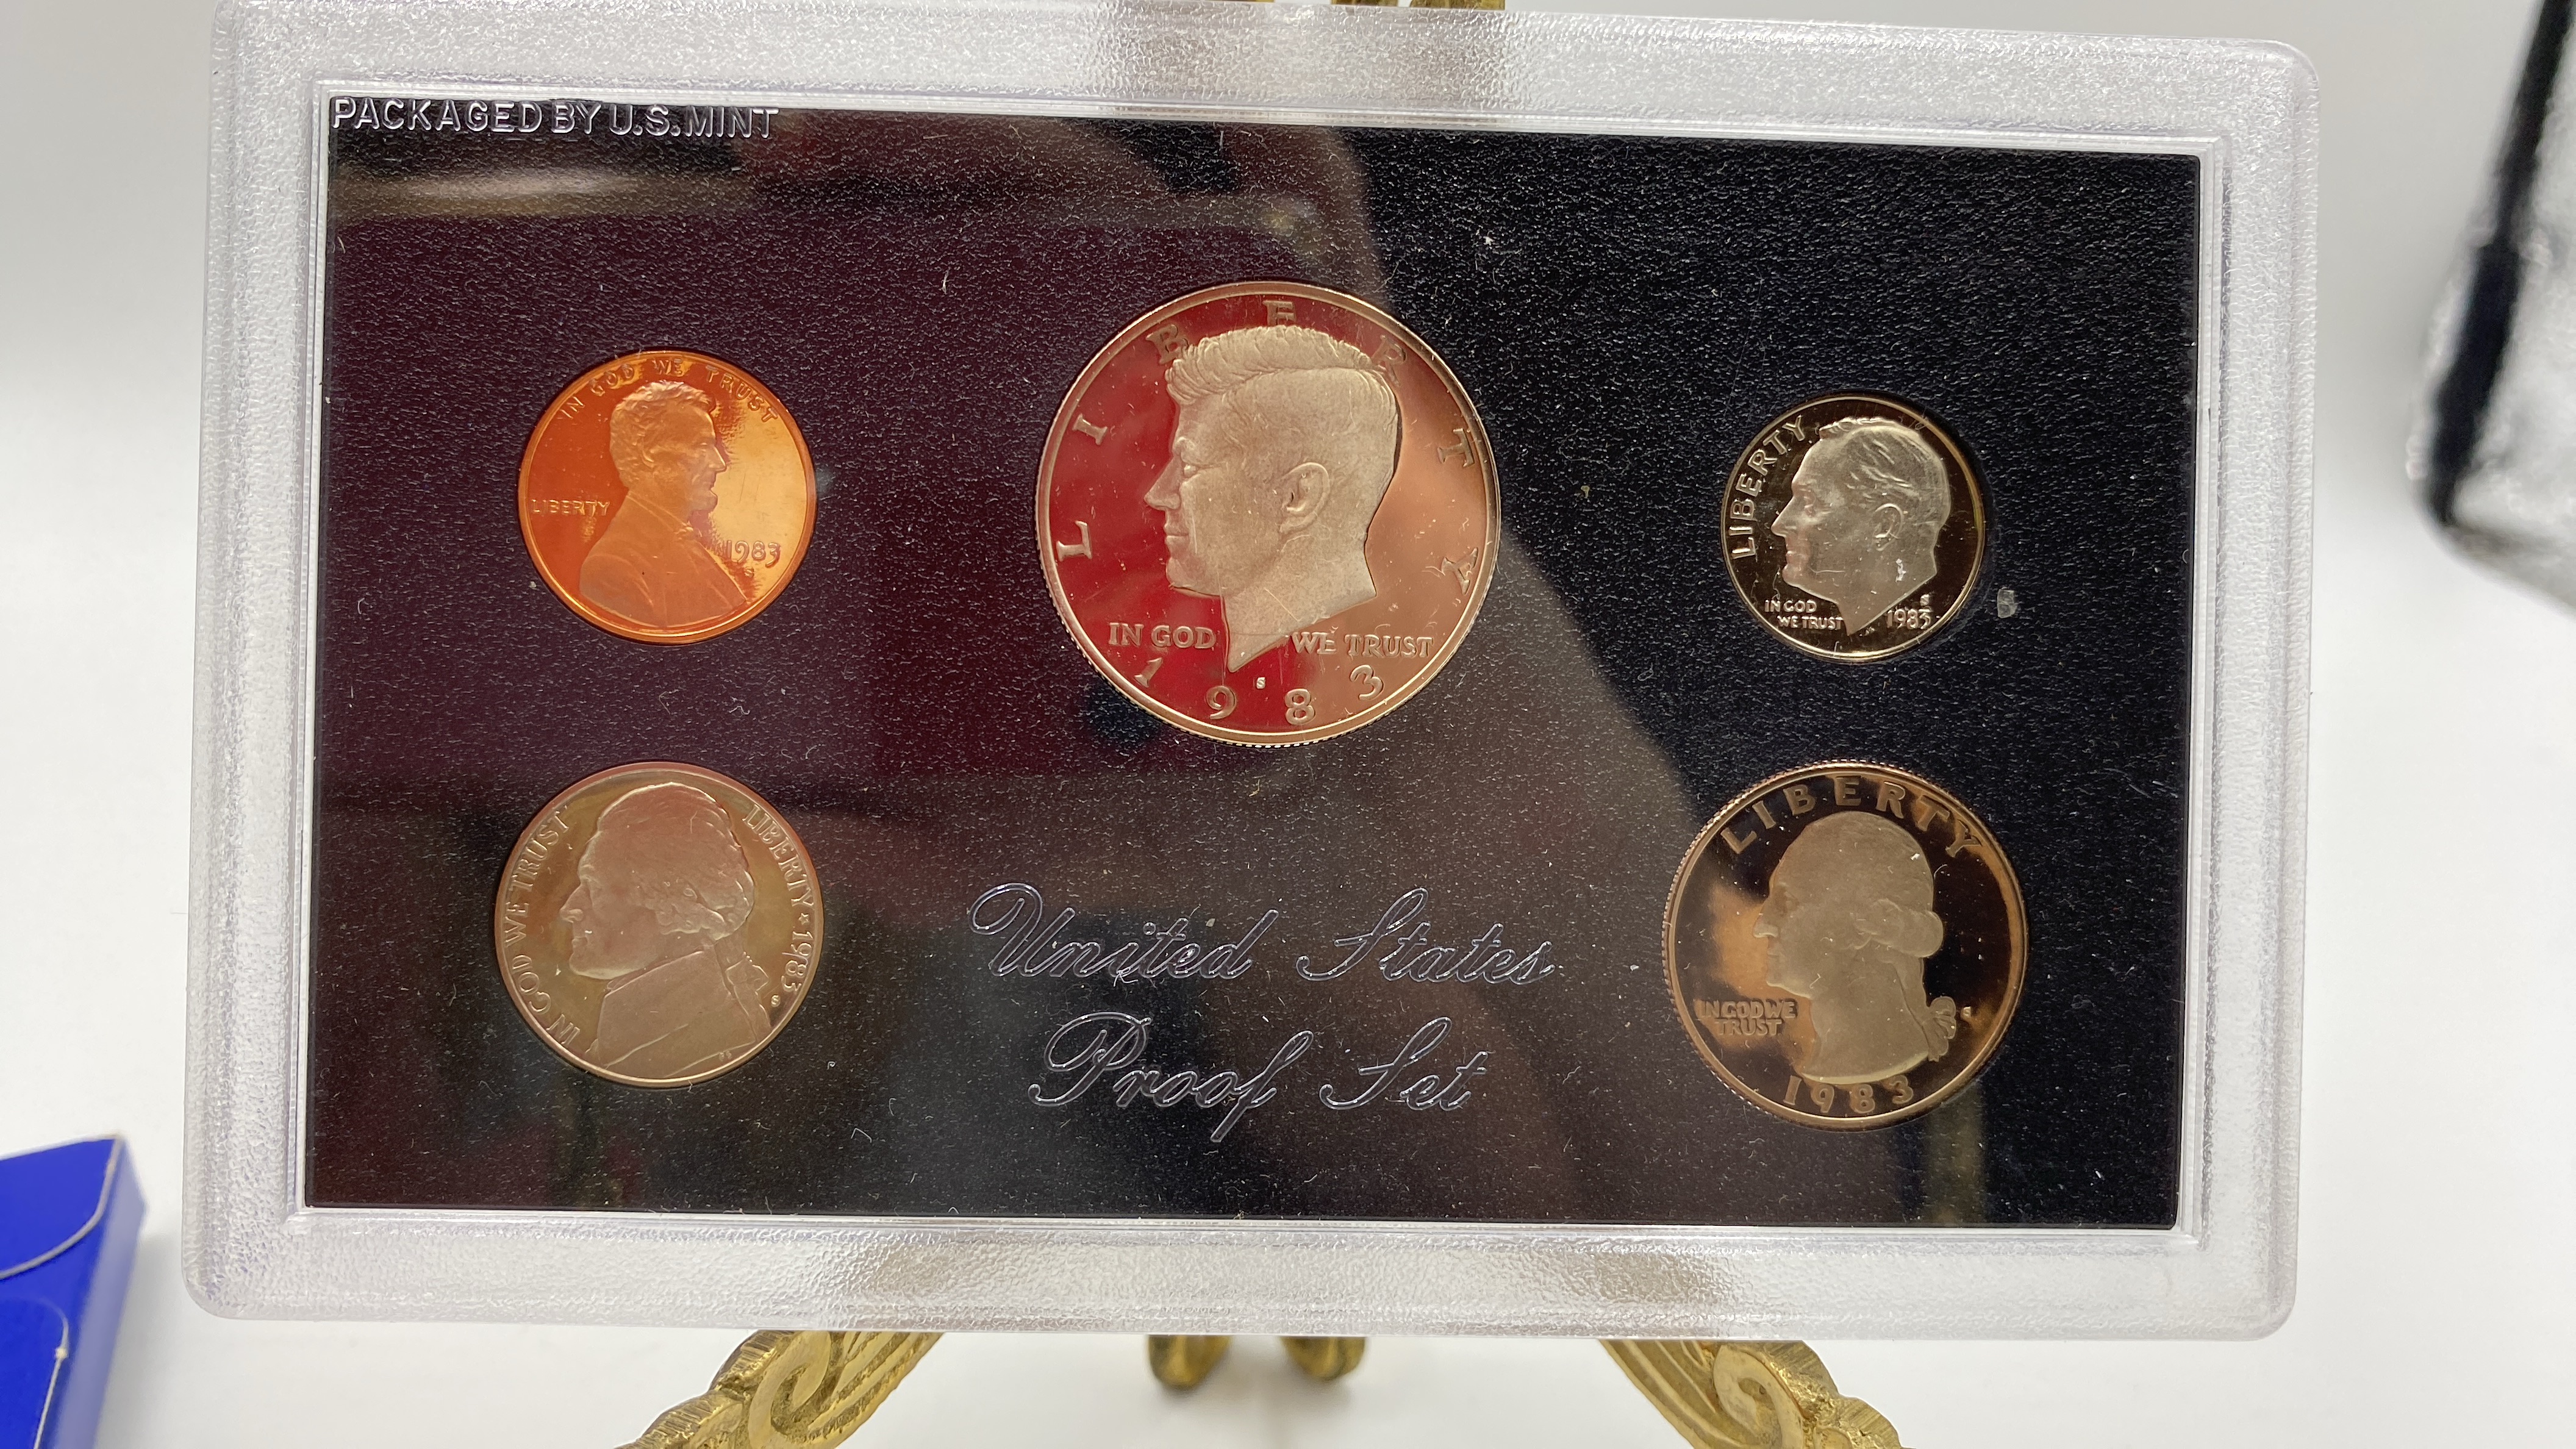 PACKAGED BY U.S. MINT
IN GOD WE TRUST
LIBERTY
1983
LIBERTY
IN GOD WE TRUST
S
1983
LIBERTY
IN GOD
WE TRUST
S
1983
IN GOD WE TRUST
LIBERTY ★ 1983
S
LIBERTY
IN GOD WE
TRUST
S
1983
United States
Proof Set